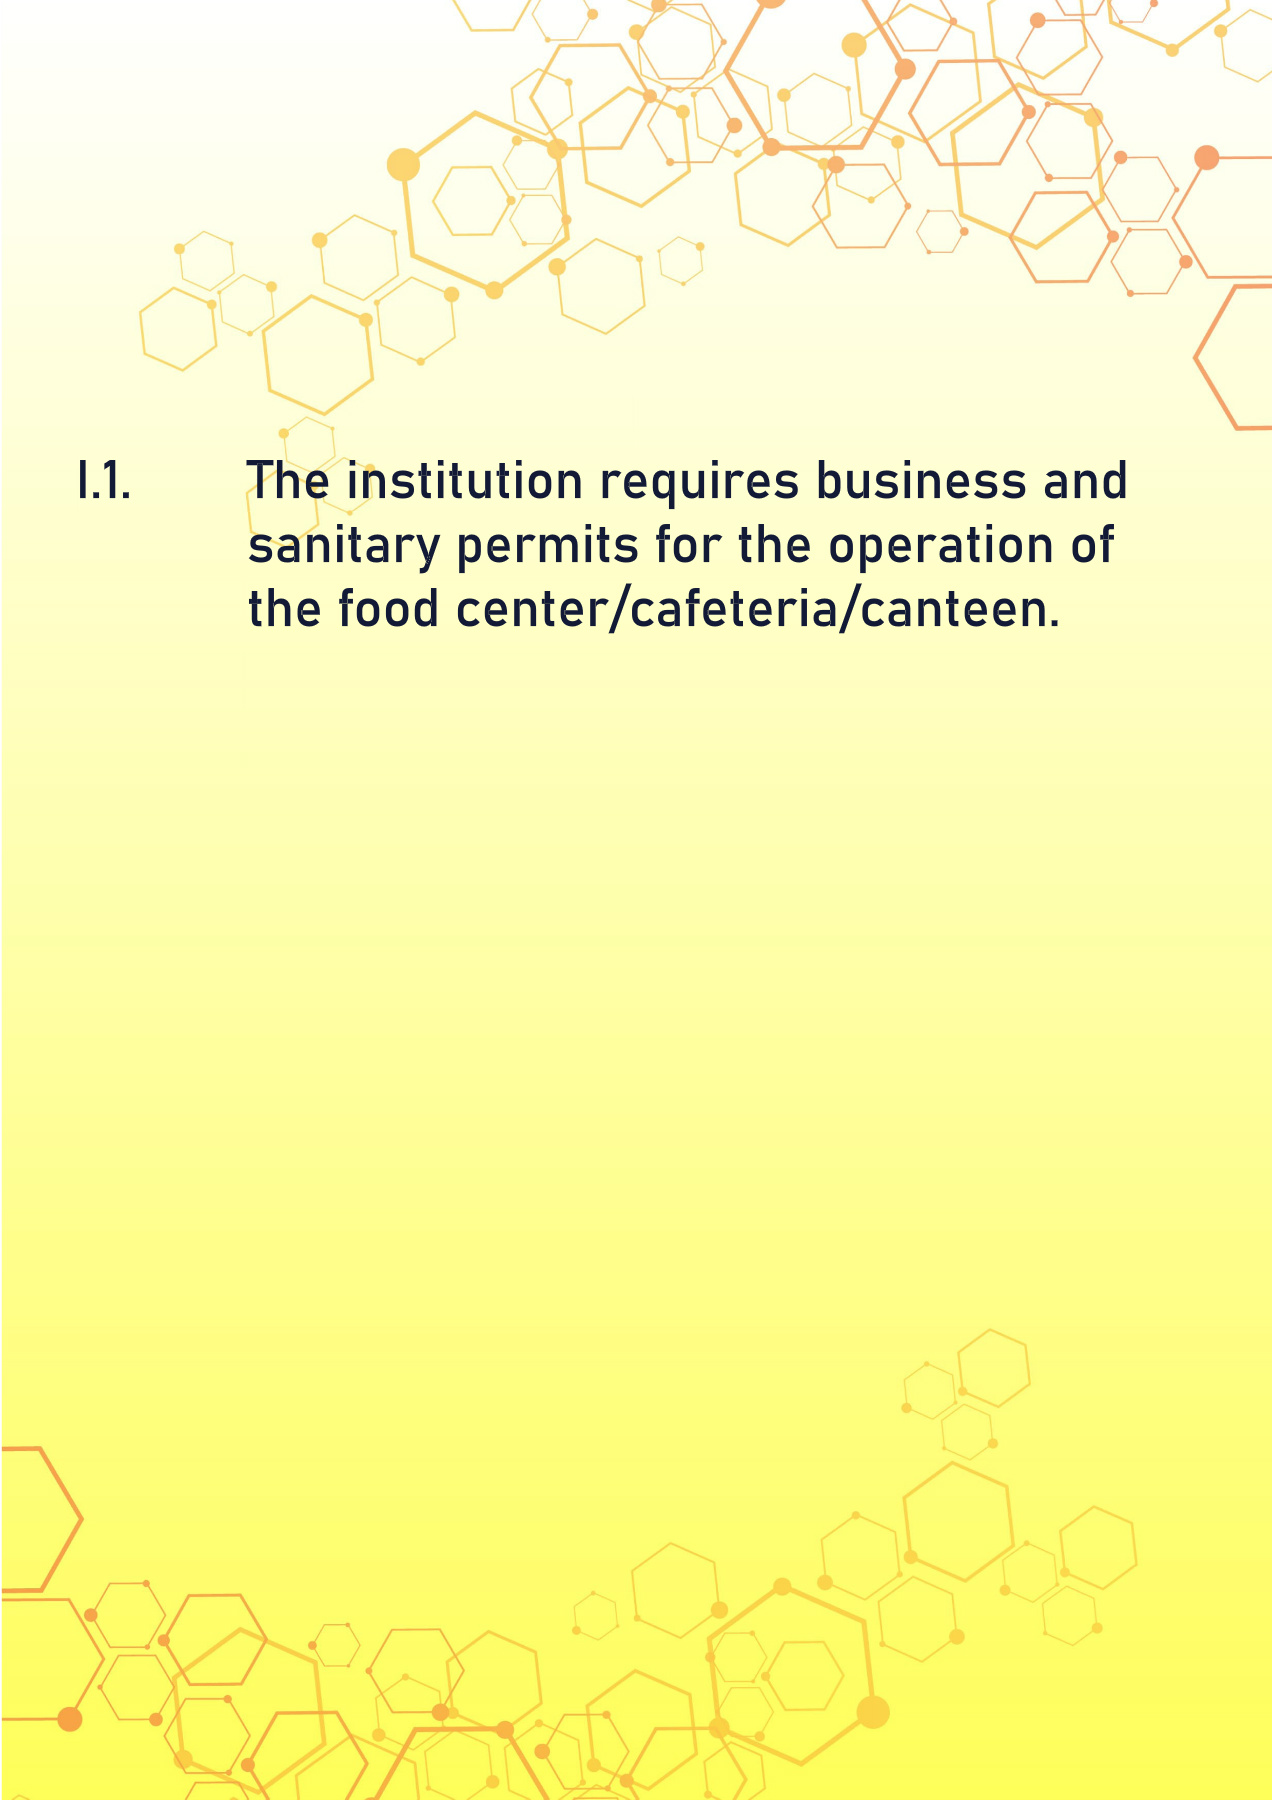 I.1. The institution requires business and
sanitary permits for the operation of
the food center/cafeteria/canteen.